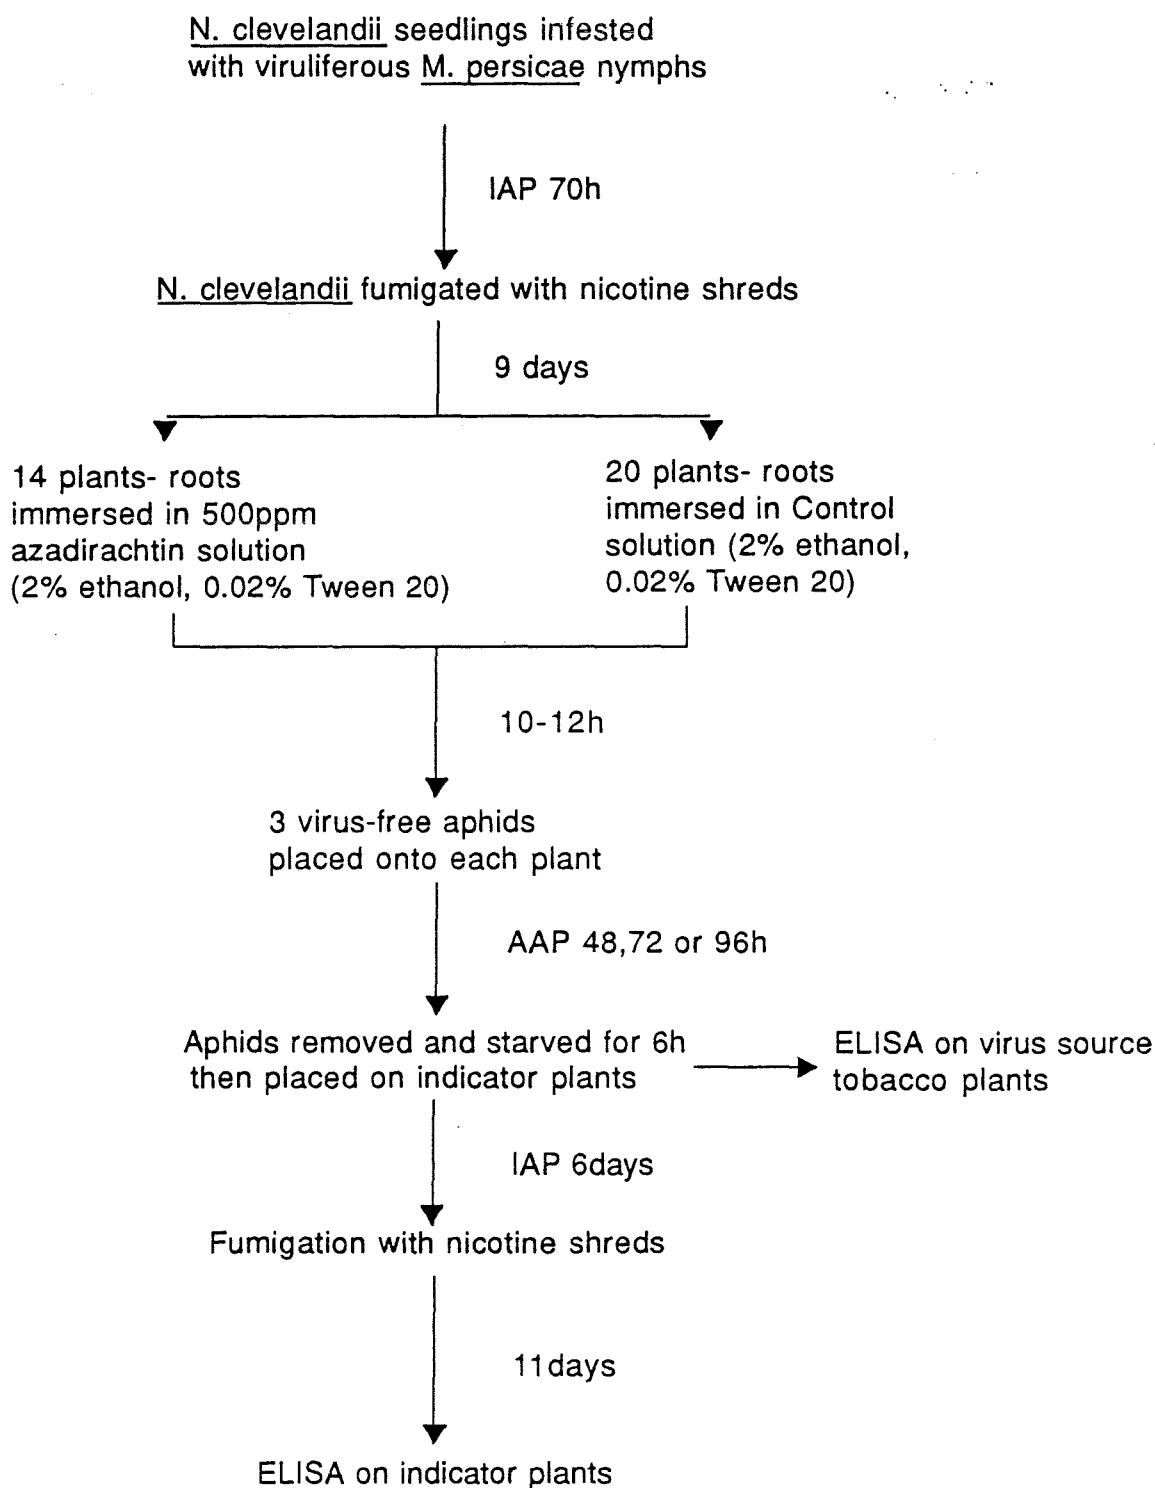 N. clevelandii seedlings infested
with viruliferous M. persicae nymphs
IAP 70h
N. clevelandii fumigated with nicotine shreds
9 days
14 plants- roots
immersed in 500ppm
azadirachtin solution
(2% ethanol, 0.02% Tween 20)
20 plants- roots
immersed in Control
solution (2% ethanol,
0.02% Tween 20)
10-12h
3 virus-free aphids
placed onto each plant
AAP 48,72 or 96h
Aphids removed and starved for 6h
then placed on indicator plants
ELISA on virus source
tobacco plants
IAP 6days
Fumigation with nicotine shreds
11days
ELISA on indicator plants